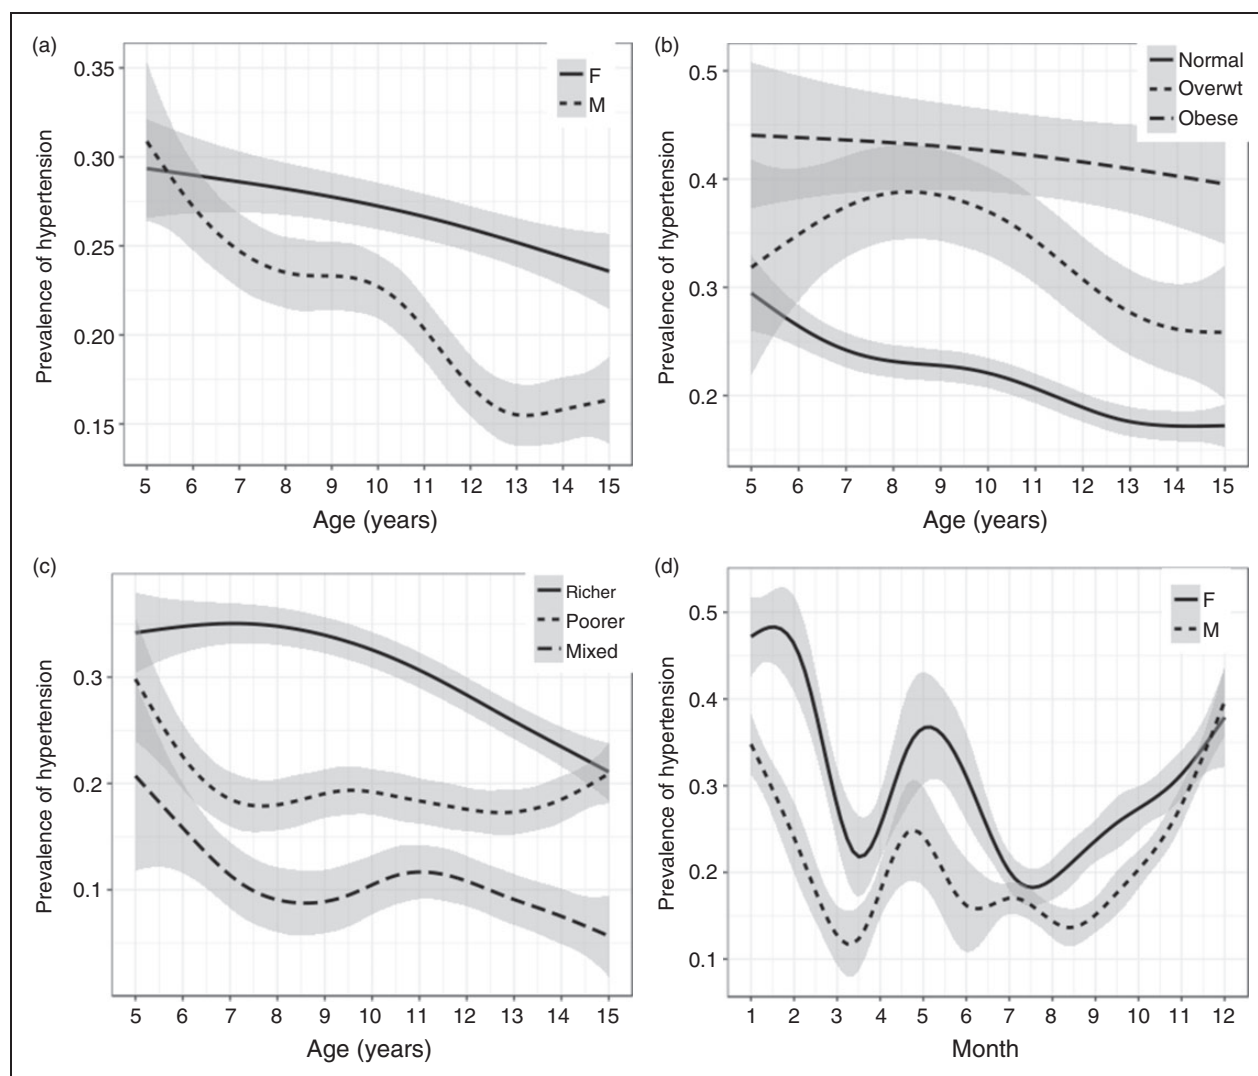 (a)
F
M
0.35
0.30
0.25
0.20
0.15
Prevalence of hypertension
5 6 7 8 9 10 11 12 13 14 15
Age (years)
(b)
Normal
Overwt
Obese
0.5
0.4
0.3
0.2
Prevalence of hypertension
5 6 7 8 9 10 11 12 13 14 15
Age (years)
(c)
Richer
Poorer
Mixed
0.3
0.2
0.1
Prevalence of hypertension
5 6 7 8 9 10 11 12 13 14 15
Age (years)
(d)
F
M
0.5
0.4
0.3
0.2
0.1
Prevalence of hypertension
1 2 3 4 5 6 7 8 9 10 11 12
Month